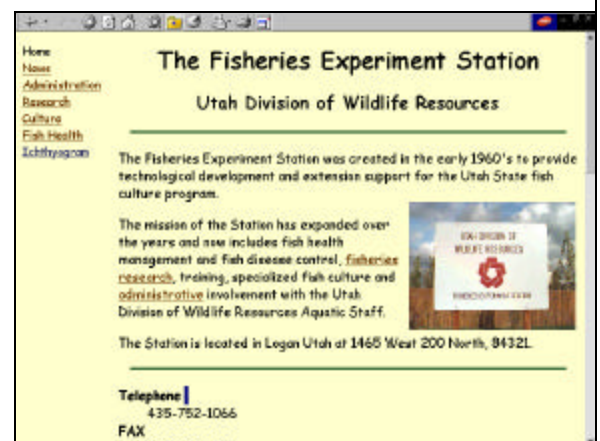 Home
News
Administration
Research
Culture
Fish Health
Ichthyogram
The Fisheries Experiment Station
Utah Division of Wildlife Resources
The Fisheries Experiment Station was created in the early 1960's to provide
technological development and extension support for the Utah State fish
culture program.
The mission of the Station has expanded over
the years and now includes fish health
management and fish disease control, fisheries
research, training, specialized fish culture and
administrative involvement with the Utah
Division of Wildlife Resources Aquatic Staff.
UTAH DIVISION OF
WILDLIFE RESOURCES
The Station is located in Logan Utah at 1465 West 200 North, 84321.
Telephone
435-752-1066
FAX